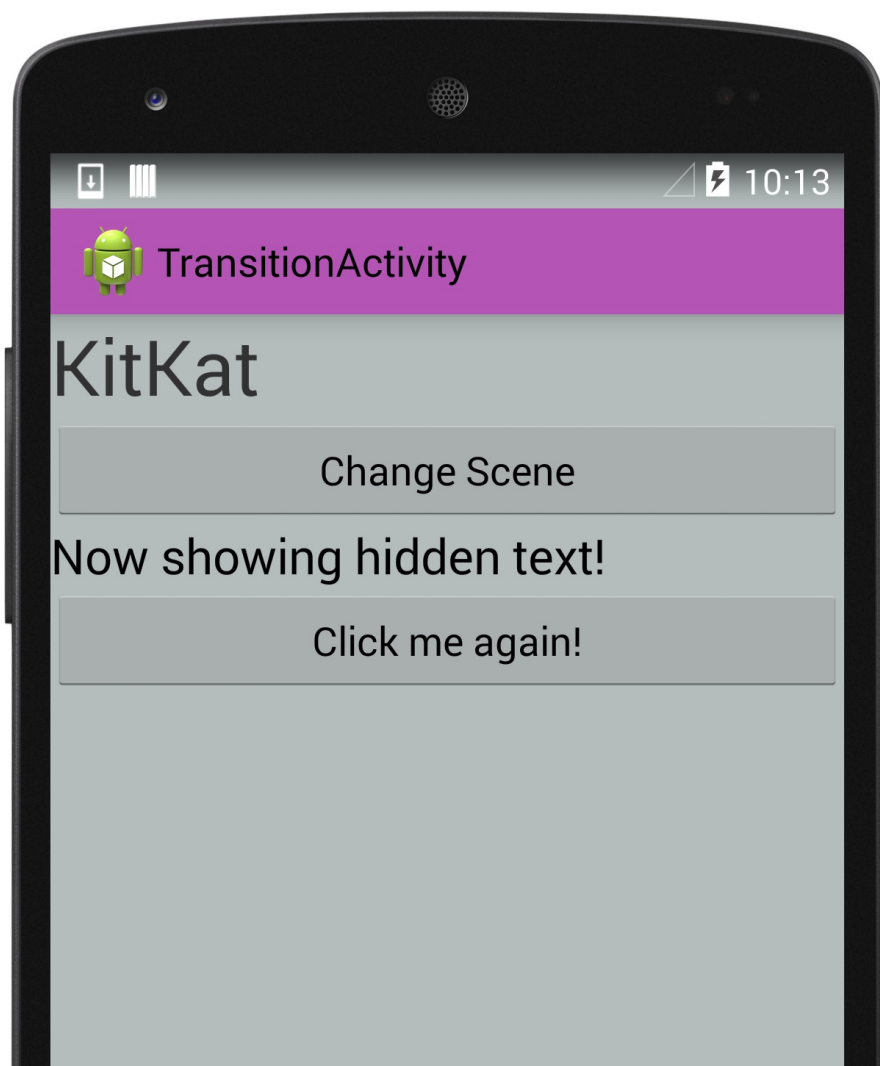 10:13
TransitionActivity
KitKat
Change Scene
Now showing hidden text!
Click me again!